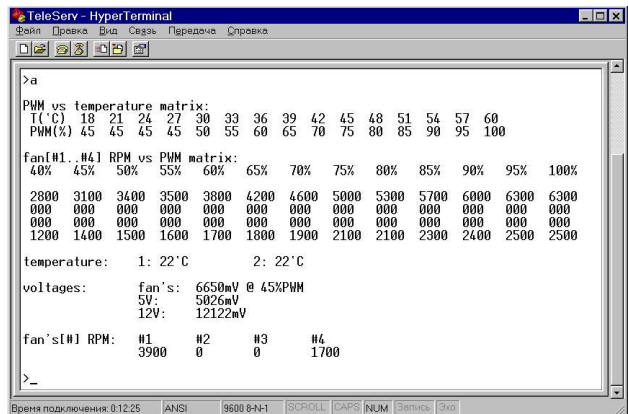 TeleServ - HyperTerminal
Файл Правка Вид Связь Передача Справка
>a
PWM vs temperature matrix:
T('C) 18 21 24 27 30 33 36 39 42 45 48 51 54 57 60
PWM(%) 45 45 45 45 50 55 60 65 70 75 80 85 90 95 100
fan[#1..#4] RPM vs PWM matrix:
40% 45% 50% 55% 60% 65% 70% 75% 80% 85% 90% 95% 100%
2800 3100 3400 3500 3800 4200 4600 5000 5300 5700 6000 6300 6300
000 000 000 000 000 000 000 000 000 000 000 000 000
000 000 000 000 000 000 000 000 000 000 000 000 000
1200 1400 1500 1600 1700 1800 1900 2100 2100 2300 2400 2500 2500
temperature: 1: 22'C 2: 22'C
voltages: fan's: 6650mV @ 45%PWM
5V: 5026mV
12V: 12122mV
fan's[#] RPM: #1 #2 #3 #4
3900 0 0 1700
>_
Время подключения: 0:12:25 ANSI 9600 8-N-1 SCROLL CAPS NUM Запись Эхо